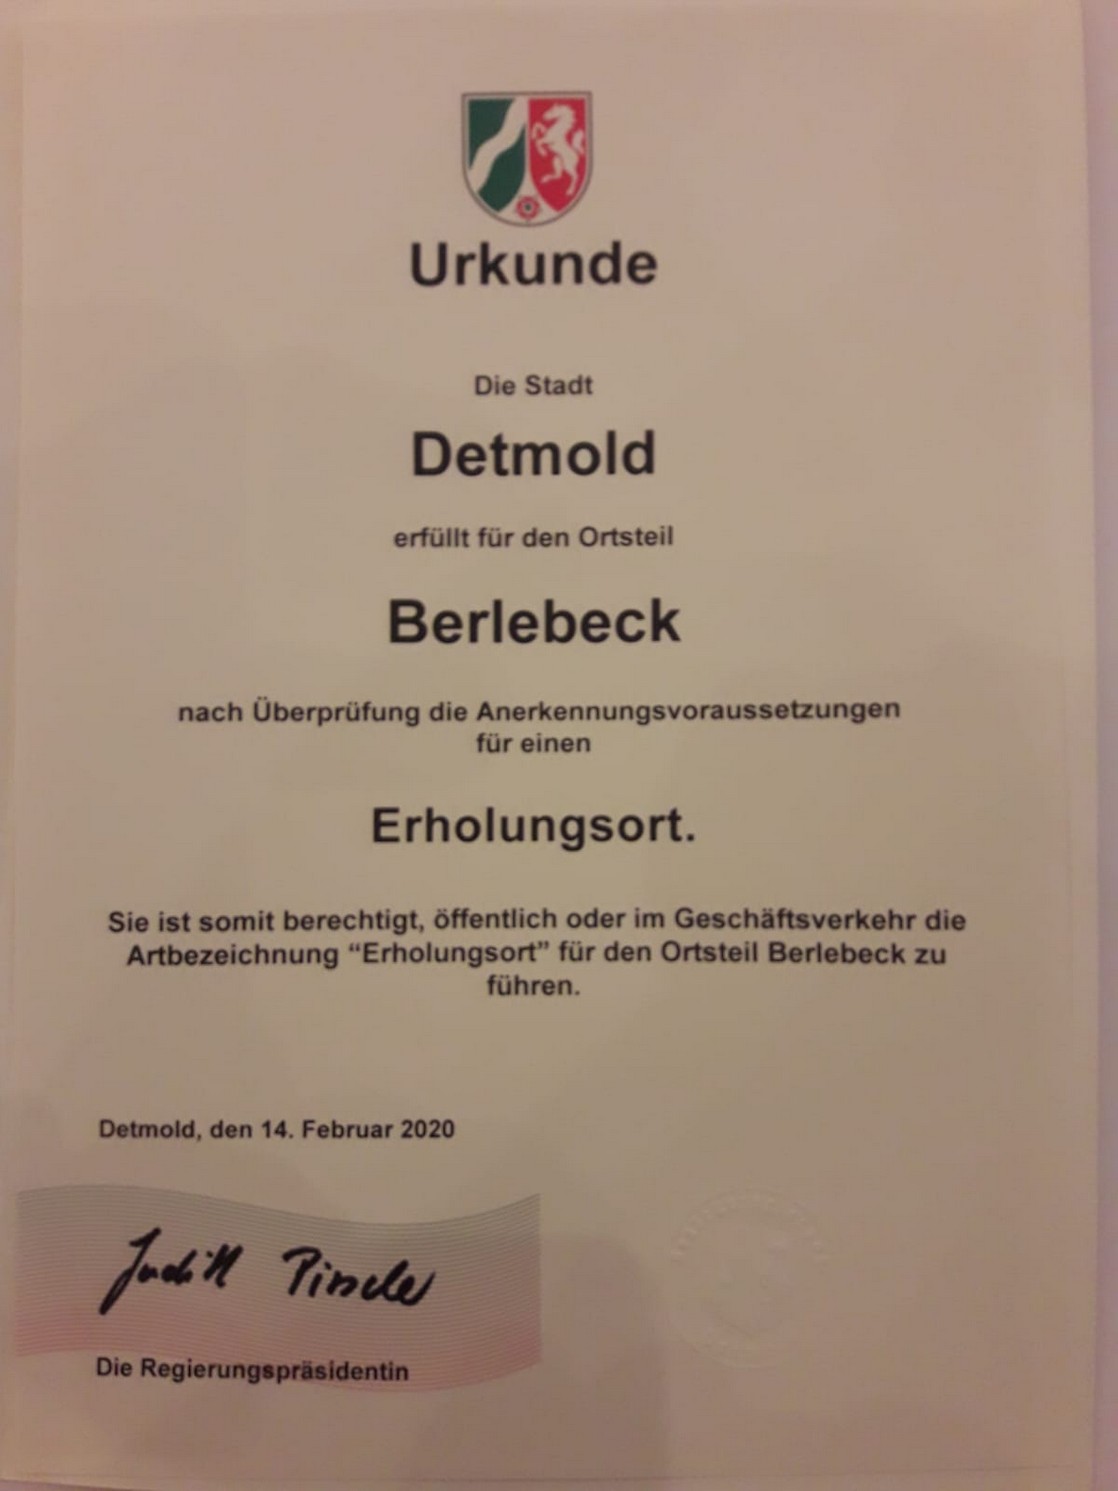 Urkunde
Die Stadt
Detmold
erfüllt für den Ortsteil
Berlebeck
nach Überprüfung die Anerkennungsvoraussetzungen
für einen
Erholungsort.
Sie ist somit berechtigt, öffentlich oder im Geschäftsverkehr die
Artbezeichnung “Erholungsort” für den Ortsteil Berlebeck zu
führen.
Detmold, den 14. Februar 2020
Judith Pirscher
Die Regierungspräsidentin